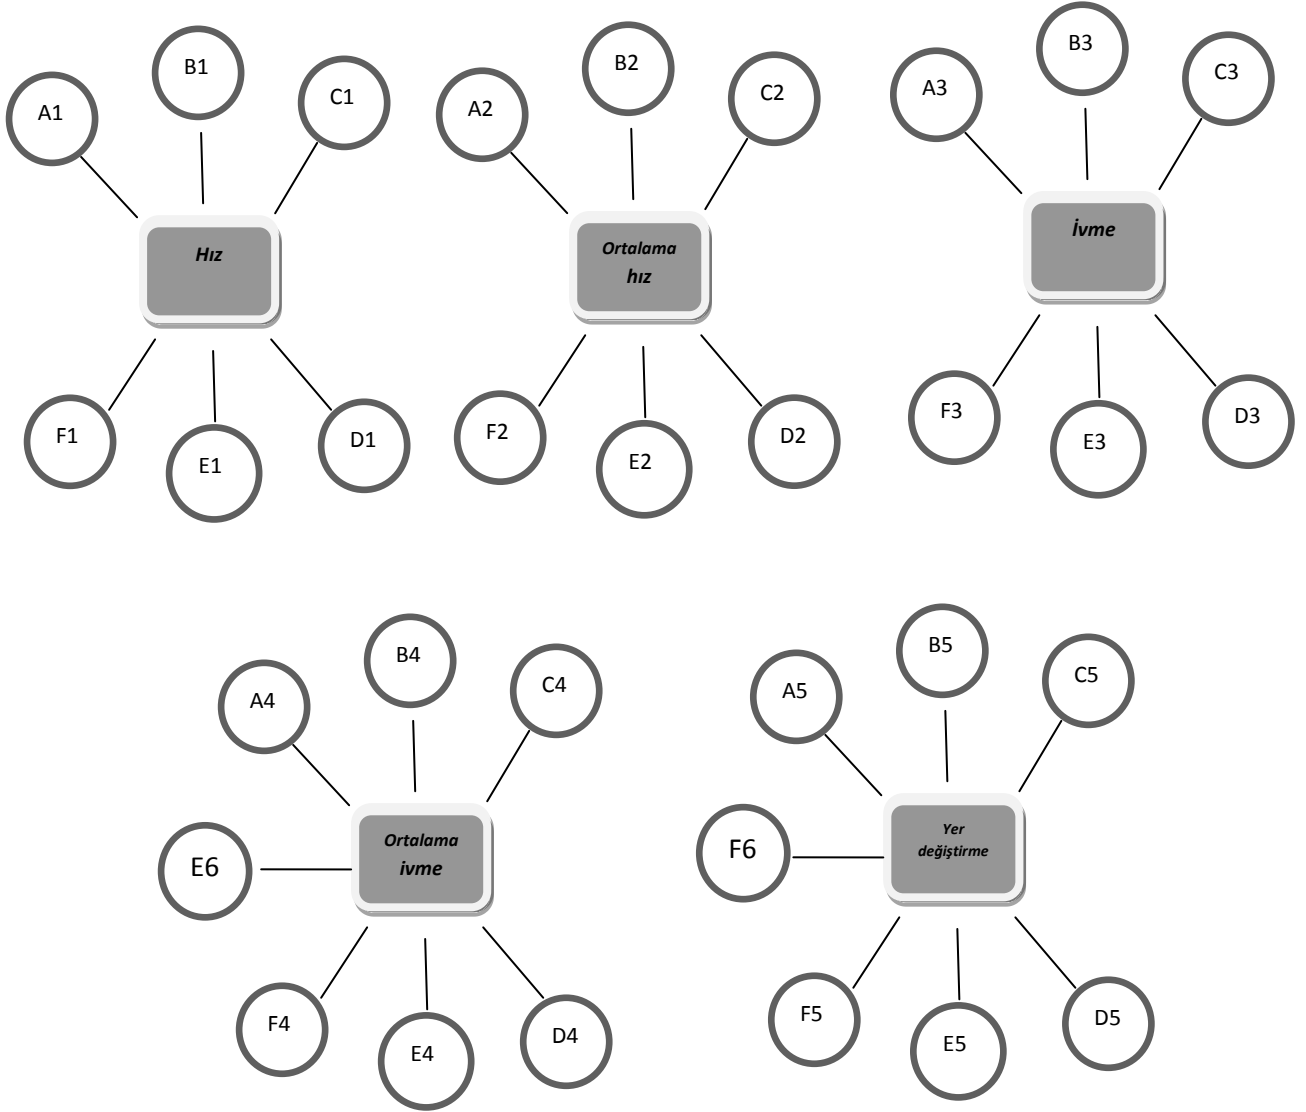 A1
B1
C1
Hız
F1
E1
D1
A2
B2
C2
Ortalama
hız
F2
E2
D2
A3
B3
C3
İvme
F3
E3
D3
A4
B4
C4
E6
Ortalama
ivme
F4
E4
D4
A5
B5
C5
F6
Yer
değiştirme
F5
E5
D5